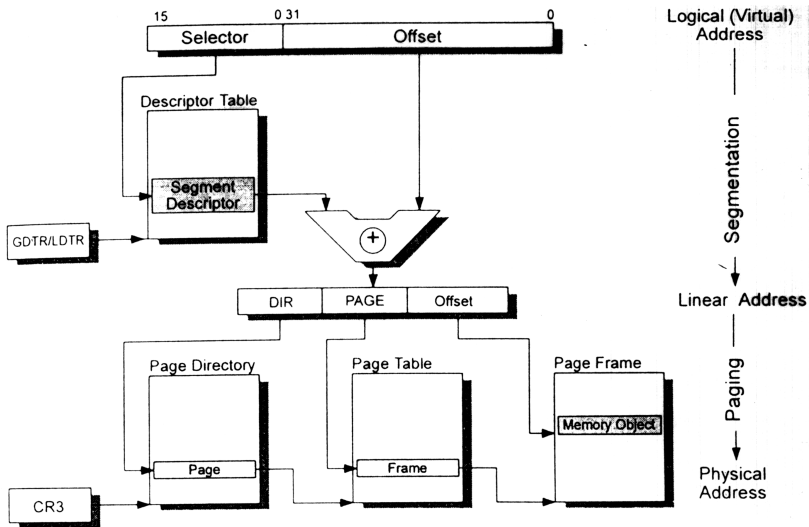 15 0 31 0
Logical (Virtual)
Address
Selector Offset
Descriptor Table
Segment
Descriptor
GDTR/LDTR
+
Segmentation
DIR PAGE Offset
Linear Address
Page Directory Page Table Page Frame
Memory Object
Paging
Page Frame
CR3
Physical
Address